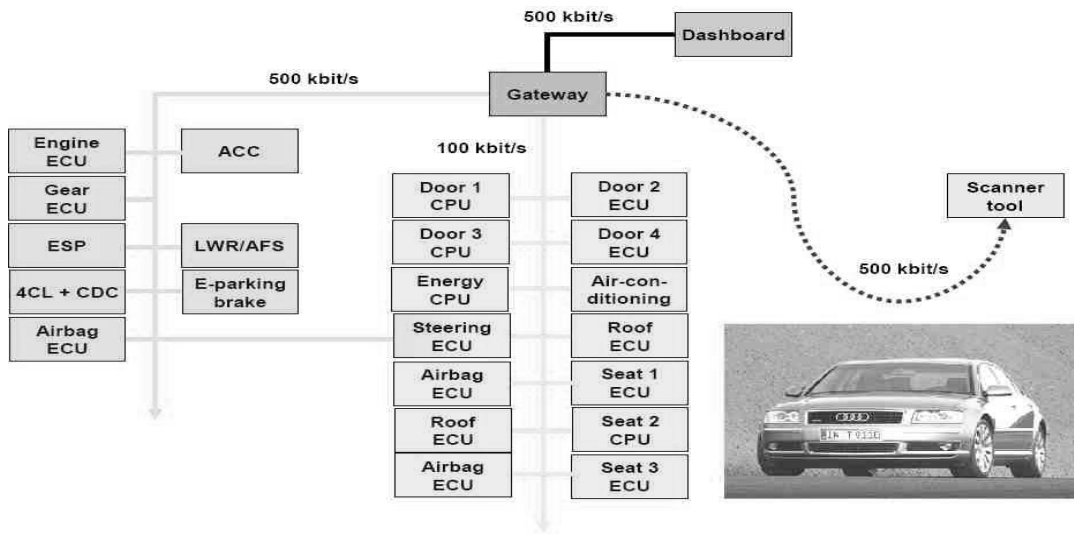 500 kbit/s
Dashboard
500 kbit/s
Gateway
100 kbit/s
Engine
ECU
ACC
Gear
ECU
ESP
LWR/AFS
4CL + CDC
E-parking
brake
Airbag
ECU
Door 1
CPU
Door 2
ECU
Door 3
CPU
Door 4
ECU
Energy
CPU
Air-con-
ditioning
Steering
ECU
Roof
ECU
Airbag
ECU
Seat 1
ECU
Roof
ECU
Seat 2
CPU
Airbag
ECU
Seat 3
ECU
Scanner
tool
500 kbit/s